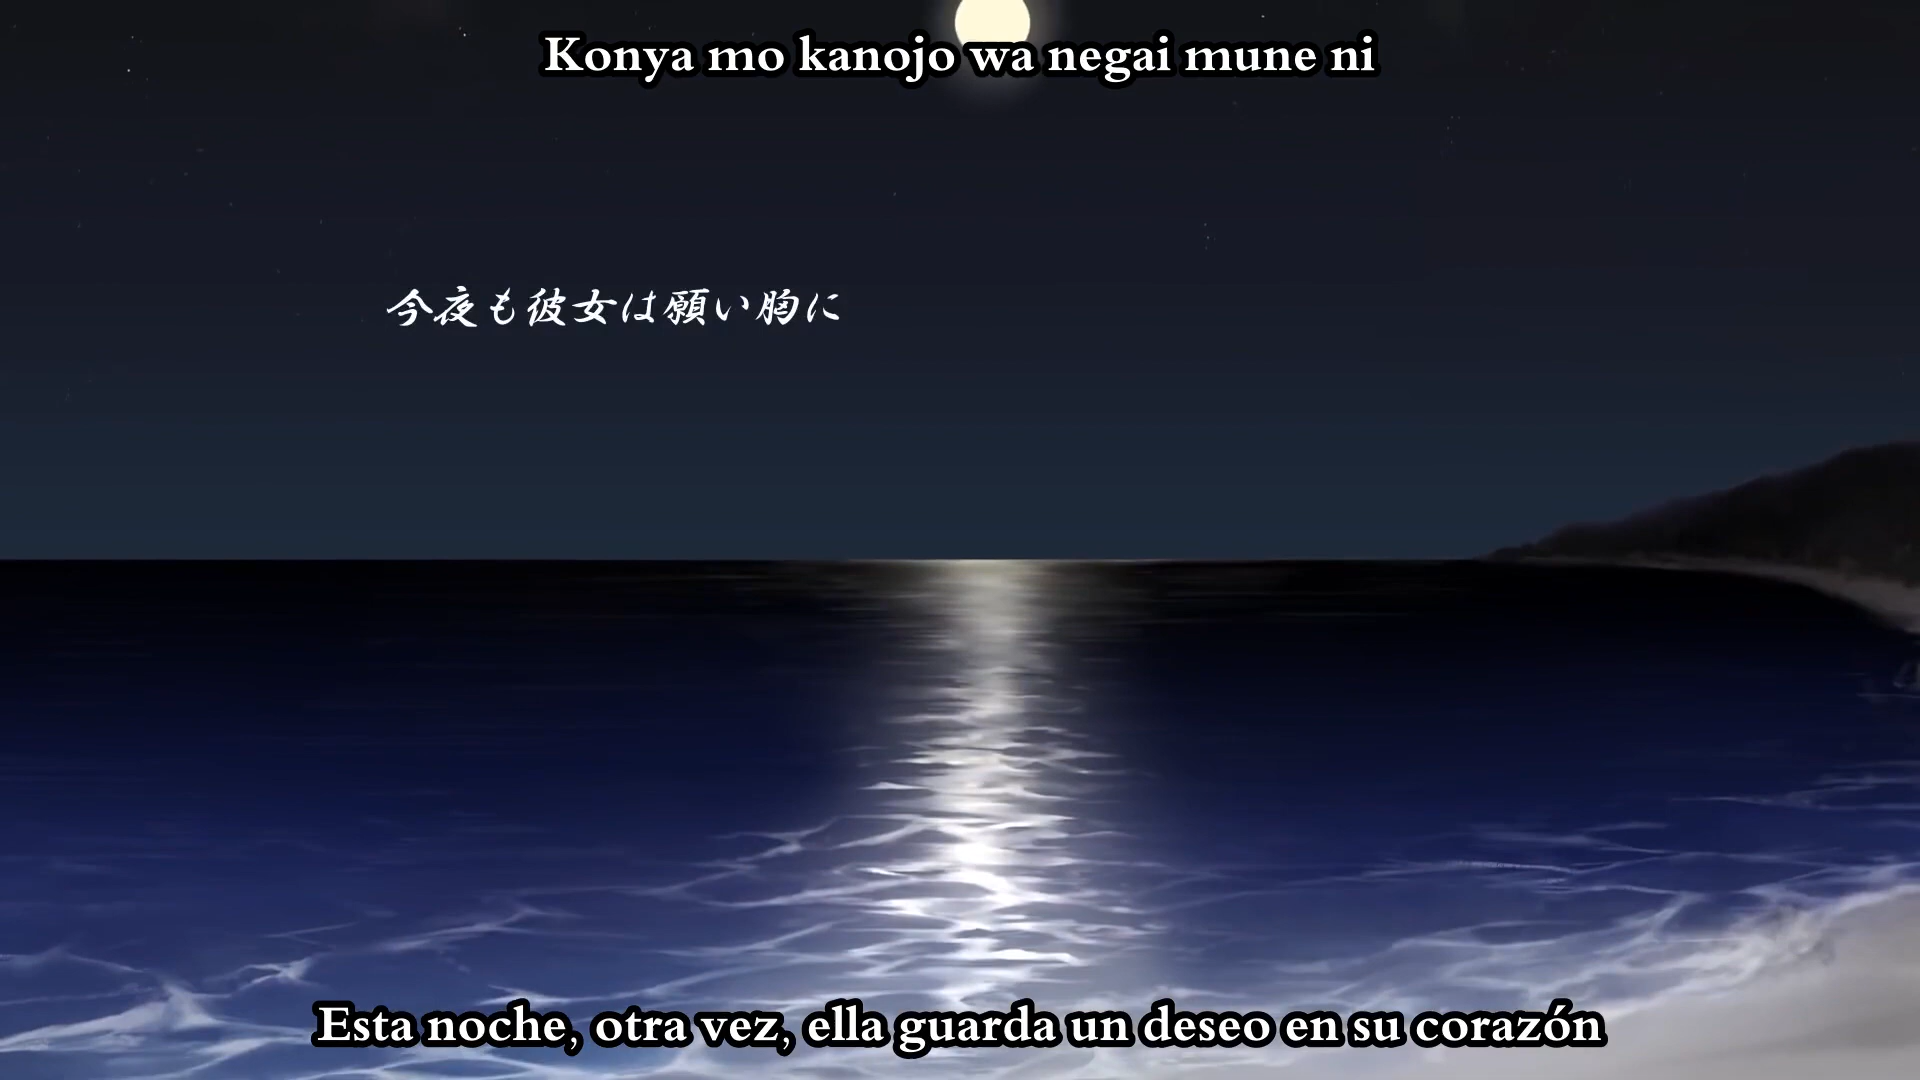 Konya mo kanojo wa negai mune ni
今夜も彼女は願い胸に
Esta noche, otra vez, ella guarda un deseo en su corazón